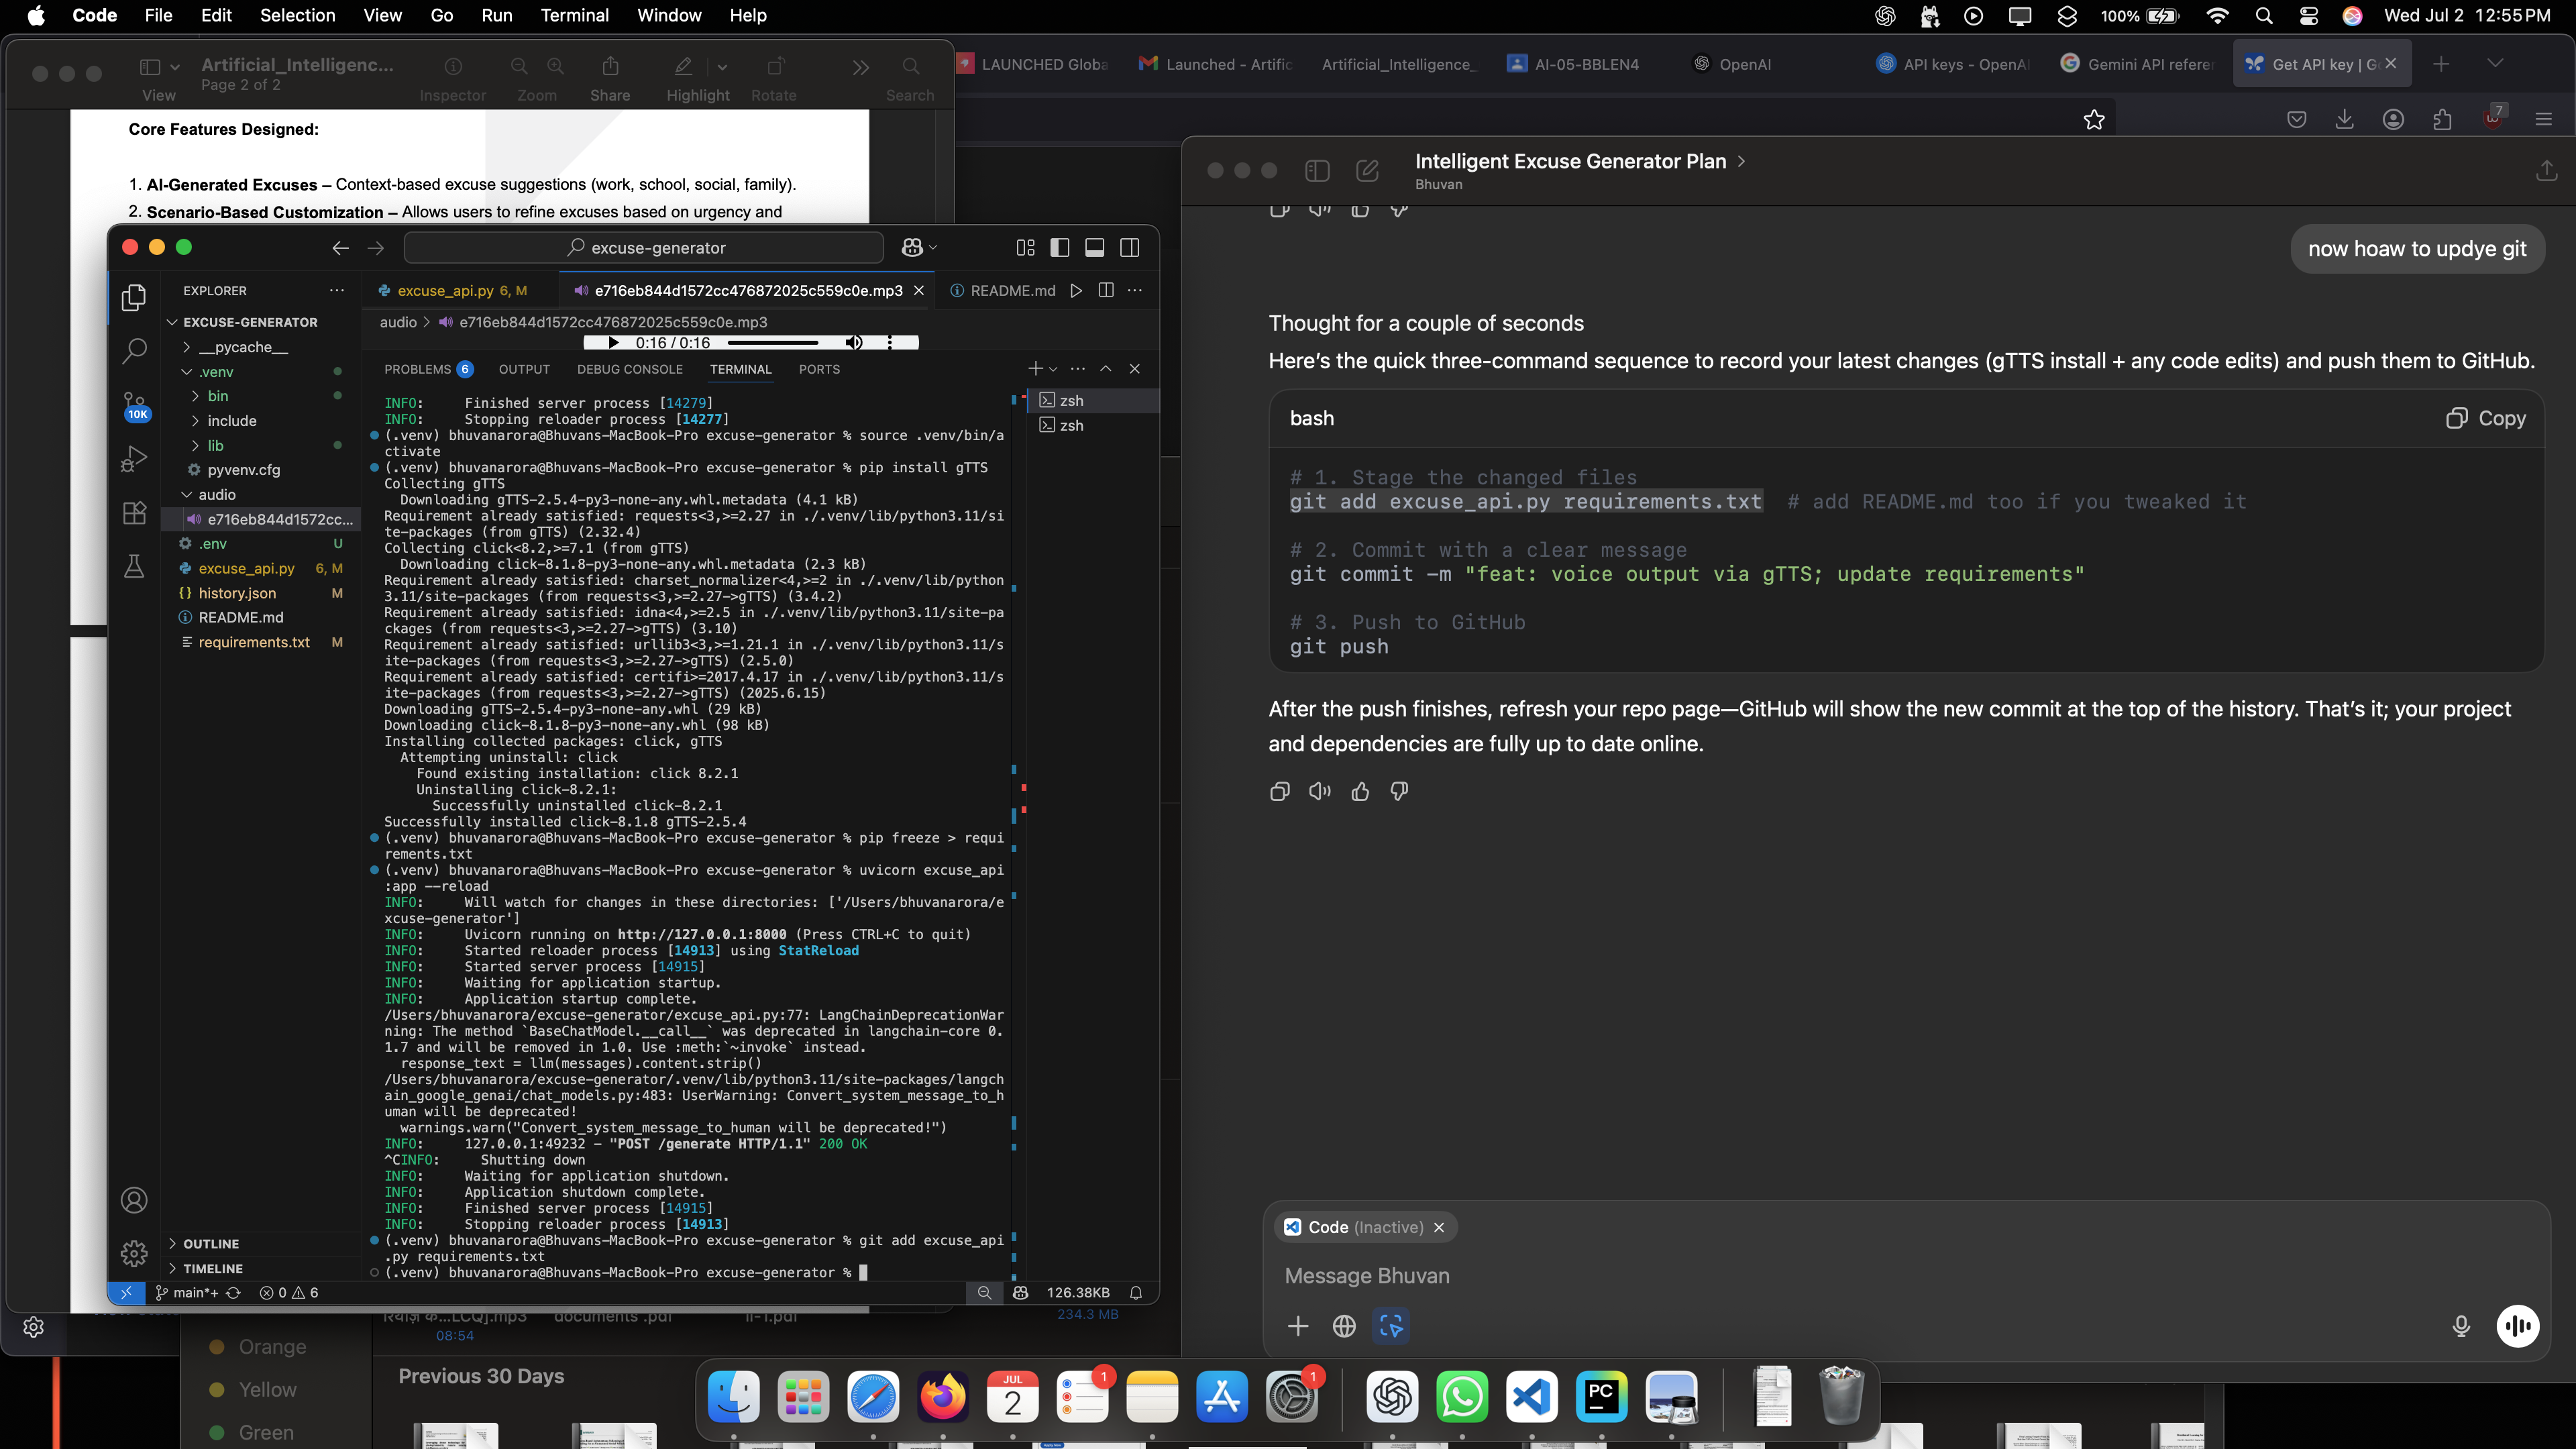 Code File Edit Selection View Go Run Terminal Window Help
100% Wed Jul 2 12:55 PM
Artificial_Intelligenc...
Page 2 of 2
View Inspector Zoom Share Highlight Rotate Search
LAUNCHED Globa
Launched - Artific
Artificial_Intelligence_
AI-05-BBLEN4
OpenAI
API keys - OpenAI
Gemini API referen
Get API key | G
7
Core Features Designed:
1. AI-Generated Excuses – Context-based excuse suggestions (work, school, social, family).
2. Scenario-Based Customization – Allows users to refine excuses based on urgency and
excuse-generator
EXPLORER
EXCUSE-GENERATOR
__pycache__
.venv
bin
include
lib
pyvenv.cfg
audio
e716eb844d1572cc...
.env U
excuse_api.py 6, M
history.json M
README.md
requirements.txt M
OUTLINE
TIMELINE
10K
excuse_api.py 6, M
e716eb844d1572cc476872025c559c0e.mp3
README.md
audio > e716eb844d1572cc476872025c559c0e.mp3
0:16 / 0:16
PROBLEMS 6 OUTPUT DEBUG CONSOLE TERMINAL PORTS
zsh
zsh
INFO: Finished server process [14279]
INFO: Stopping reloader process [14277]
(.venv) bhuvanarora@Bhuvans-MacBook-Pro excuse-generator % source .venv/bin/a
ctivate
(.venv) bhuvanarora@Bhuvans-MacBook-Pro excuse-generator % pip install gTTS
Collecting gTTS
Downloading gTTS-2.5.4-py3-none-any.whl.metadata (4.1 kB)
Requirement already satisfied: requests<3,>=2.27 in ./.venv/lib/python3.11/si
te-packages (from gTTS) (2.32.4)
Collecting click<8.2,>=7.1 (from gTTS)
Downloading click-8.1.8-py3-none-any.whl.metadata (2.3 kB)
Requirement already satisfied: charset_normalizer<4,>=2 in ./.venv/lib/python
3.11/site-packages (from requests<3,>=2.27->gTTS) (3.4.2)
Requirement already satisfied: idna<4,>=2.5 in ./.venv/lib/python3.11/site-pa
ckages (from requests<3,>=2.27->gTTS) (3.10)
Requirement already satisfied: urllib3<3,>=1.21.1 in ./.venv/lib/python3.11/s
ite-packages (from requests<3,>=2.27->gTTS) (2.5.0)
Requirement already satisfied: certifi>=2017.4.17 in ./.venv/lib/python3.11/s
ite-packages (from requests<3,>=2.27->gTTS) (2025.6.15)
Downloading gTTS-2.5.4-py3-none-any.whl (29 kB)
Downloading click-8.1.8-py3-none-any.whl (98 kB)
Installing collected packages: click, gTTS
Attempting uninstall: click
Found existing installation: click 8.2.1
Uninstalling click-8.2.1:
Successfully uninstalled click-8.2.1
Successfully installed click-8.1.8 gTTS-2.5.4
(.venv) bhuvanarora@Bhuvans-MacBook-Pro excuse-generator % pip freeze > requi
rements.txt
(.venv) bhuvanarora@Bhuvans-MacBook-Pro excuse-generator % uvicorn excuse_api
:app --reload
INFO: Will watch for changes in these directories: ['/Users/bhuvanarora/e
xcuse-generator']
INFO: Uvicorn running on http://127.0.0.1:8000 (Press CTRL+C to quit)
INFO: Started reloader process [14913] using StatReload
INFO: Started server process [14915]
INFO: Waiting for application startup.
INFO: Application startup complete.
/Users/bhuvanarora/excuse-generator/excuse_api.py:77: LangChainDeprecationWar
ning: The method `BaseChatModel.__call__` was deprecated in langchain-core 0.
1.7 and will be removed in 1.0. Use :meth:`~invoke` instead.
response_text = llm(messages).content.strip()
/Users/bhuvanarora/excuse-generator/.venv/lib/python3.11/site-packages/langch
ain_google_genai/chat_models.py:483: UserWarning: Convert_system_message_to_h
uman will be deprecated!
warnings.warn("Convert_system_message_to_human will be deprecated!")
INFO: 127.0.0.1:49232 - "POST /generate HTTP/1.1" 200 OK
^CINFO: Shutting down
INFO: Waiting for application shutdown.
INFO: Application shutdown complete.
INFO: Finished server process [14915]
INFO: Stopping reloader process [14913]
(.venv) bhuvanarora@Bhuvans-MacBook-Pro excuse-generator % git add excuse_api
.py requirements.txt
(.venv) bhuvanarora@Bhuvans-MacBook-Pro excuse-generator %
main*+ 0 6 126.38KB
Intelligent Excuse Generator Plan
Bhuvan
now hoaw to updye git
Thought for a couple of seconds
Here’s the quick three-command sequence to record your latest changes (gTTS install + any code edits) and push them to GitHub.
bash Copy
# 1. Stage the changed files
git add excuse_api.py requirements.txt # add README.md too if you tweaked it
# 2. Commit with a clear message
git commit -m "feat: voice output via gTTS; update requirements"
# 3. Push to GitHub
git push
After the push finishes, refresh your repo page—GitHub will show the new commit at the top of the history. That’s it; your project
and dependencies are fully up to date online.
Code (Inactive)
Message Bhuvan
08:54
234.3 MB
Orange
Yellow
Green
Previous 30 Days
JUL
2
1
1
PC